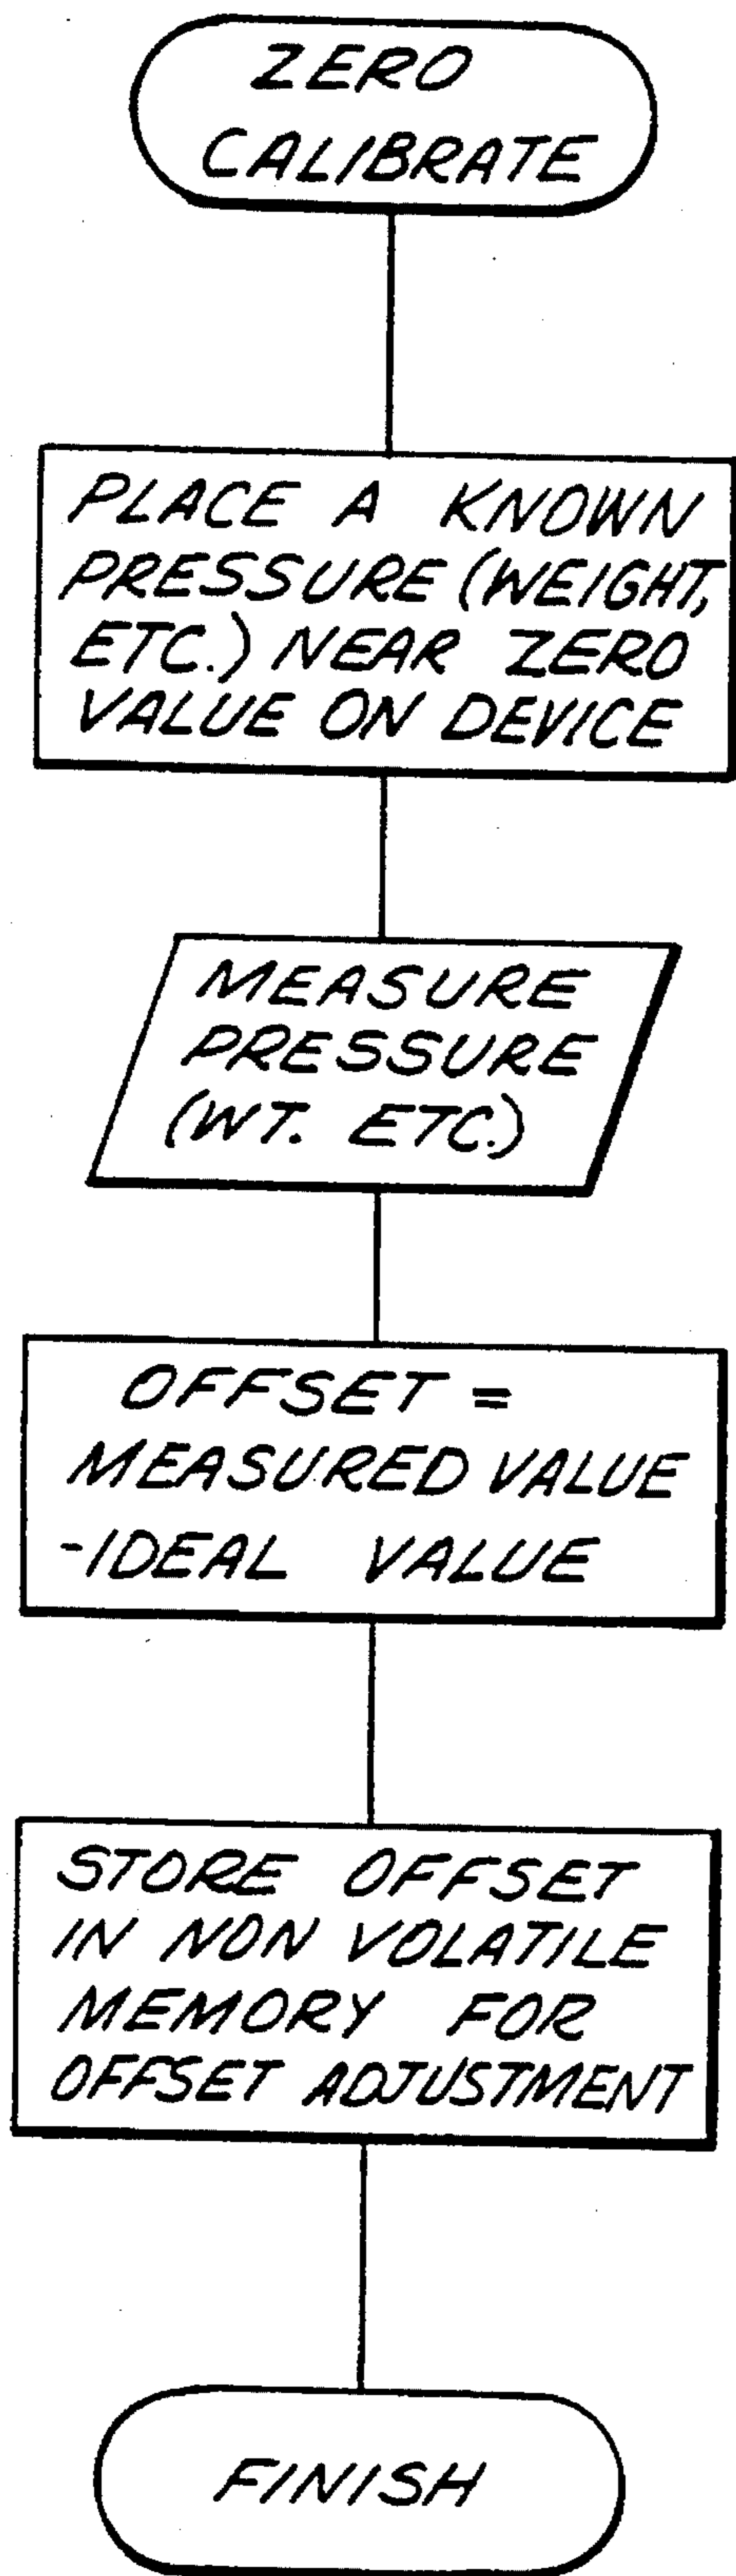 ZERO
CALIBRATE
PLACE A KNOWN
PRESSURE (WEIGHT,
ETC.) NEAR ZERO
VALUE ON DEVICE
MEASURE
PRESSURE
(WT. ETC.)
OFFSET =
MEASURED VALUE
-IDEAL VALUE
STORE OFFSET
IN NON VOLATILE
MEMORY FOR
OFFSET ADJUSTMENT
FINISH